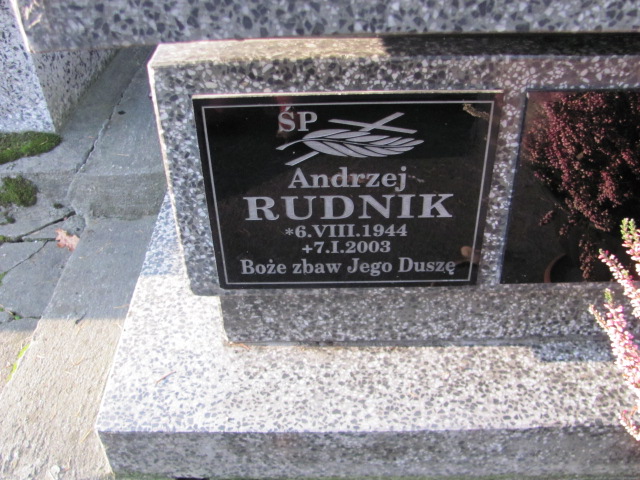 ŚP
Andrzej
RUDNIK
*6.VIII.1944
+7.I.2003
Boże zbaw Jego Duszę